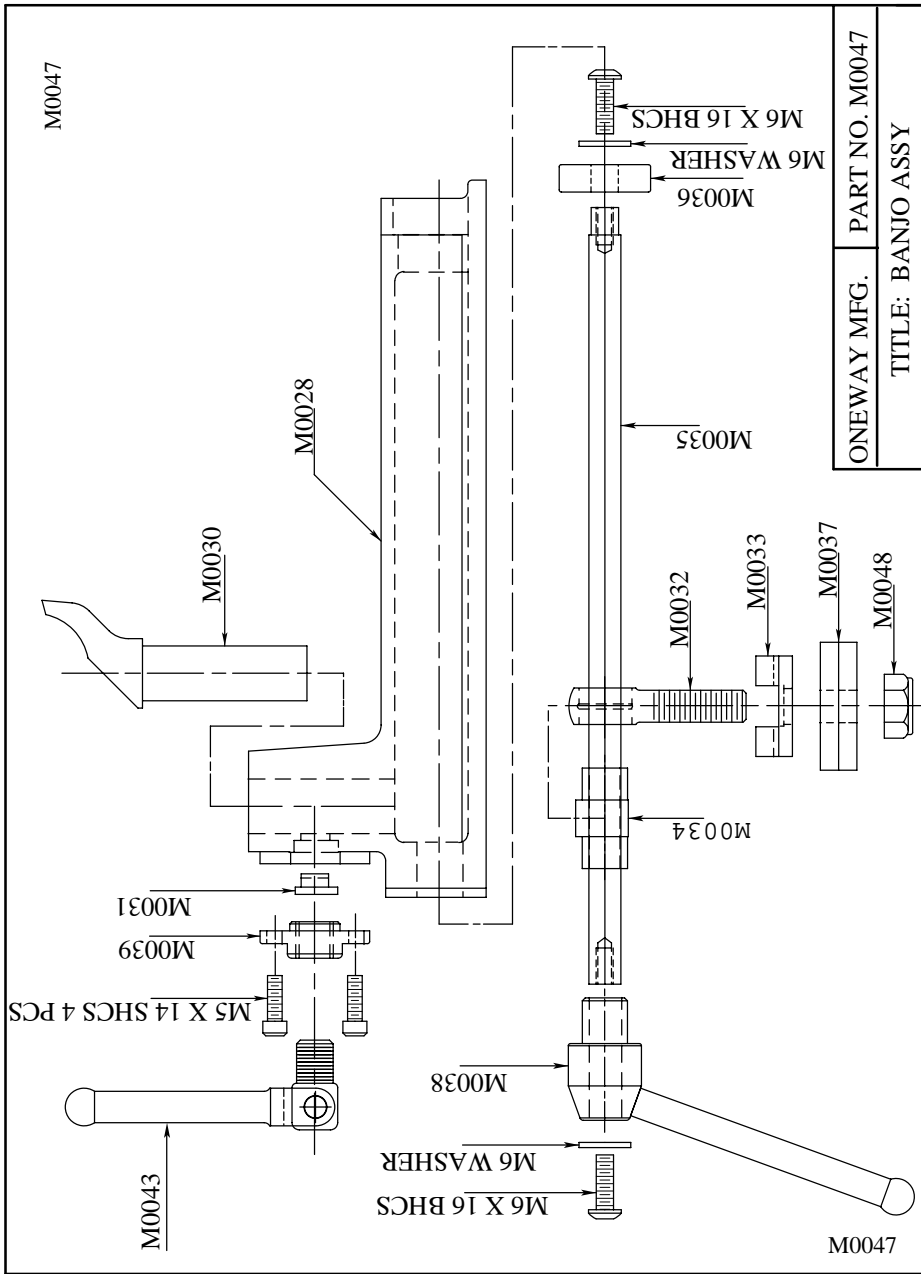 M0047
M6 X 16 BHCS
M6 WASHER
M0036
M0028
M0035
M0030
M0032
M0033
M0037
M0048
M0034
M0031
M0039
M5 X 14 SHCS 4 PCS
M0038
M0043
M6 WASHER
M6 X 16 BHCS
M0047
ONEWAY MFG.
PART NO. M0047
TITLE: BANJO ASSY